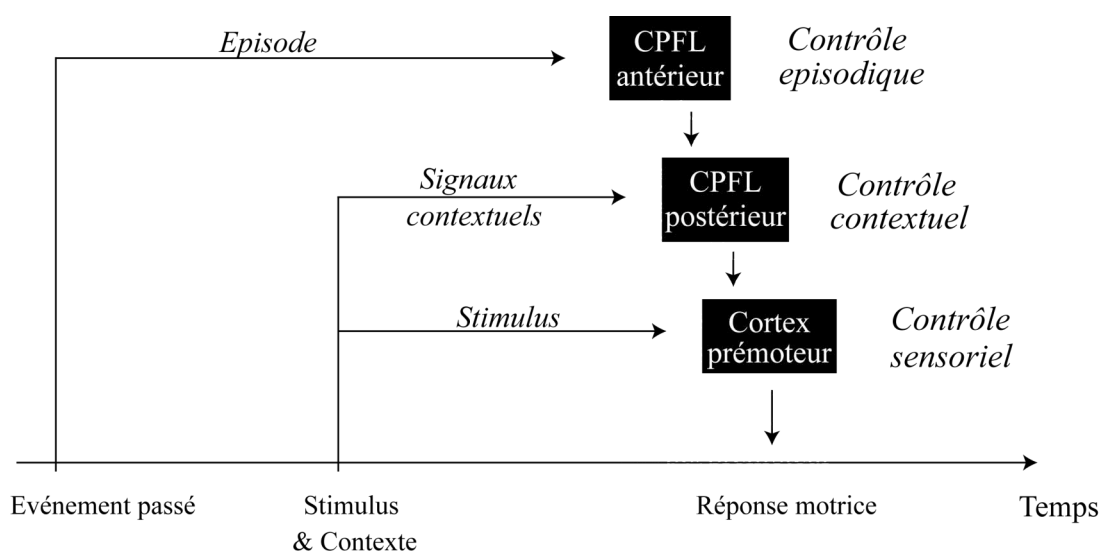 Episode
CPFL
antérieur
Contrôle
episodique
Signaux
contextuels
CPFL
postérieur
Contrôle
contextuel
Stimulus
Cortex
prémoteur
Contrôle
sensoriel
Evénement passé
Stimulus
& Contexte
Réponse motrice
Temps